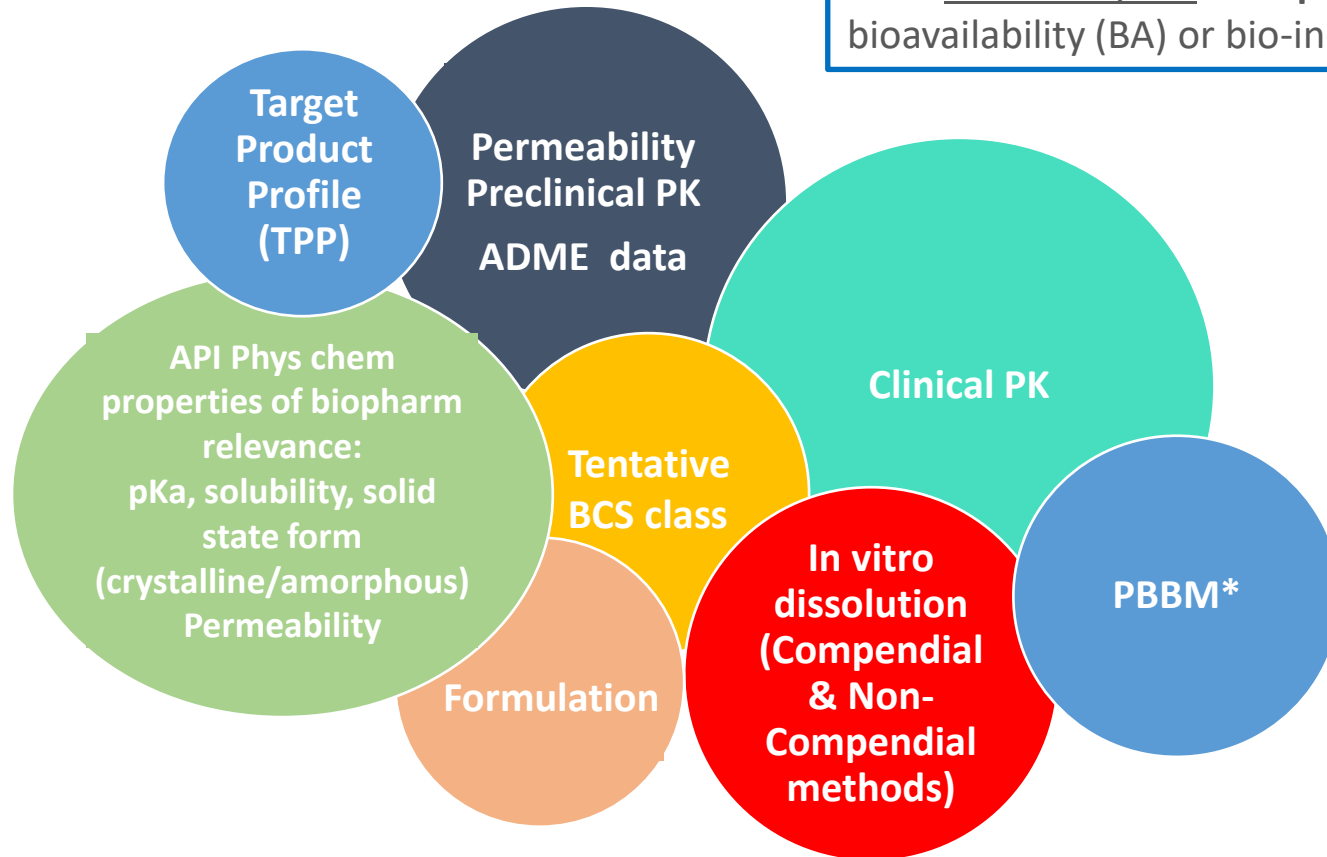 bioavailability (BA) or bio-in
Target
Product
Profile
(TPP)
Permeability
Preclinical PK
ADME data
API Phys chem
properties of biopharm
relevance:
pKa, solubility, solid
state form
(crystalline/amorphous)
Permeability
Clinical PK
Tentative
BCS class
In vitro
dissolution
(Compendial
& Non-
Compendial
methods)
PBBM*
Formulation